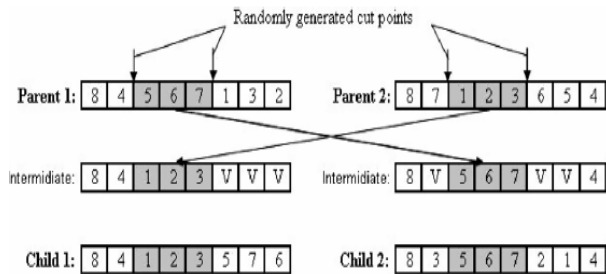 Randomly generated cut points
Parent 1: 8 4 5 6 7 1 3 2
Parent 2: 8 7 1 2 3 6 5 4
Intermidiate: 8 4 1 2 3 V V V
Intermidiate: 8 V 5 6 7 V V 4
Child 1: 8 4 1 2 3 5 7 6
Child 2: 8 3 5 6 7 2 1 4